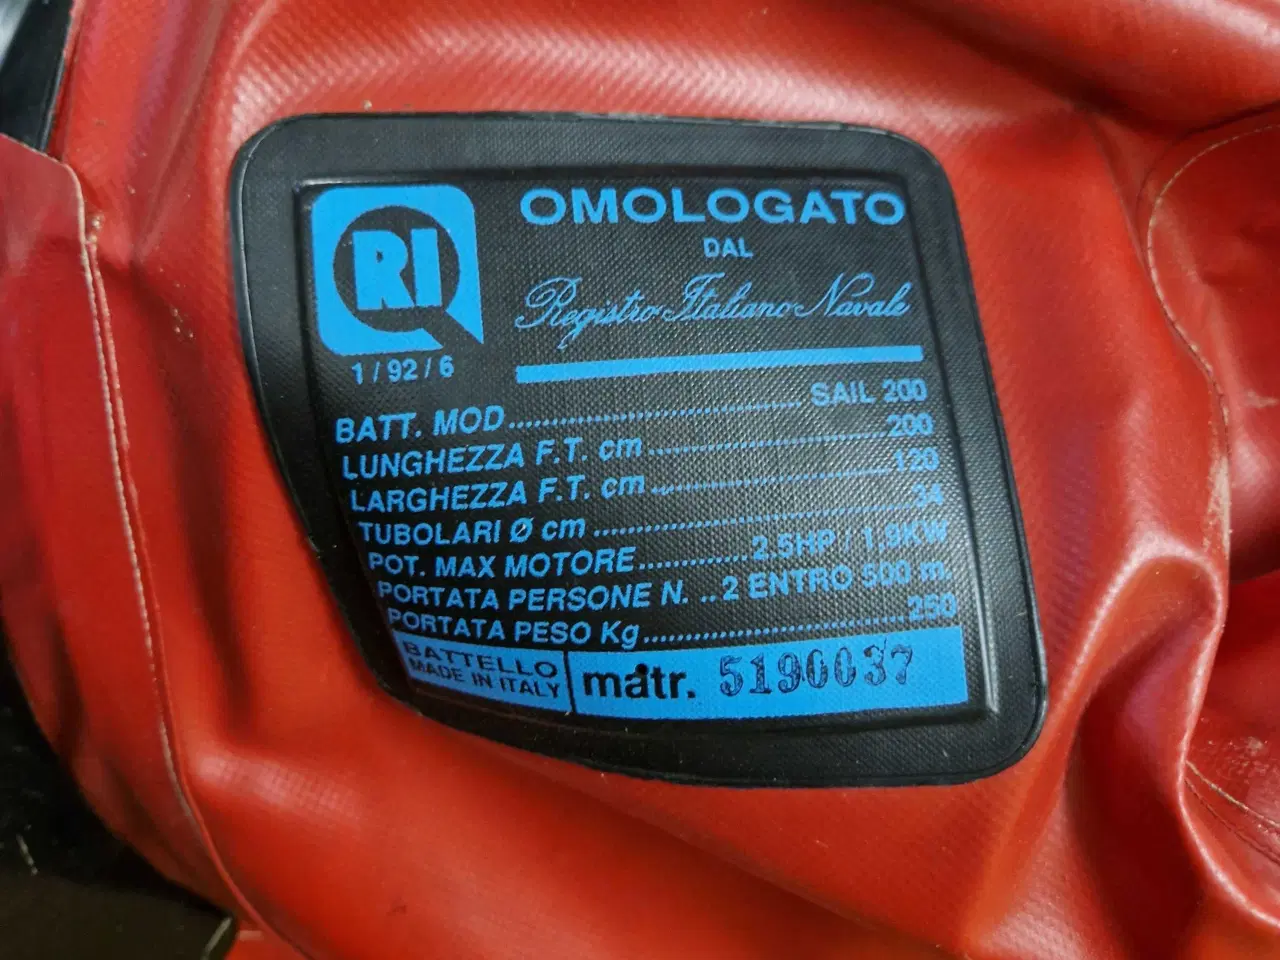 RI
1 / 92 / 6
OMOLOGATO
DAL
Registro Italiano Navale
BATT. MOD.......................................... SAIL 200
LUNGHEZZA F.T. cm...................................200
LARGHEZZA F.T. cm...................................120
TUBOLARI Ø cm ..............................................34
POT. MAX MOTORE...............2,5HP / 1,9KW
PORTATA PERSONE N. ..2 ENTRO 500 m.
PORTATA PESO Kg......................................250
BATTELLO
MADE IN ITALY
matr. 5190037